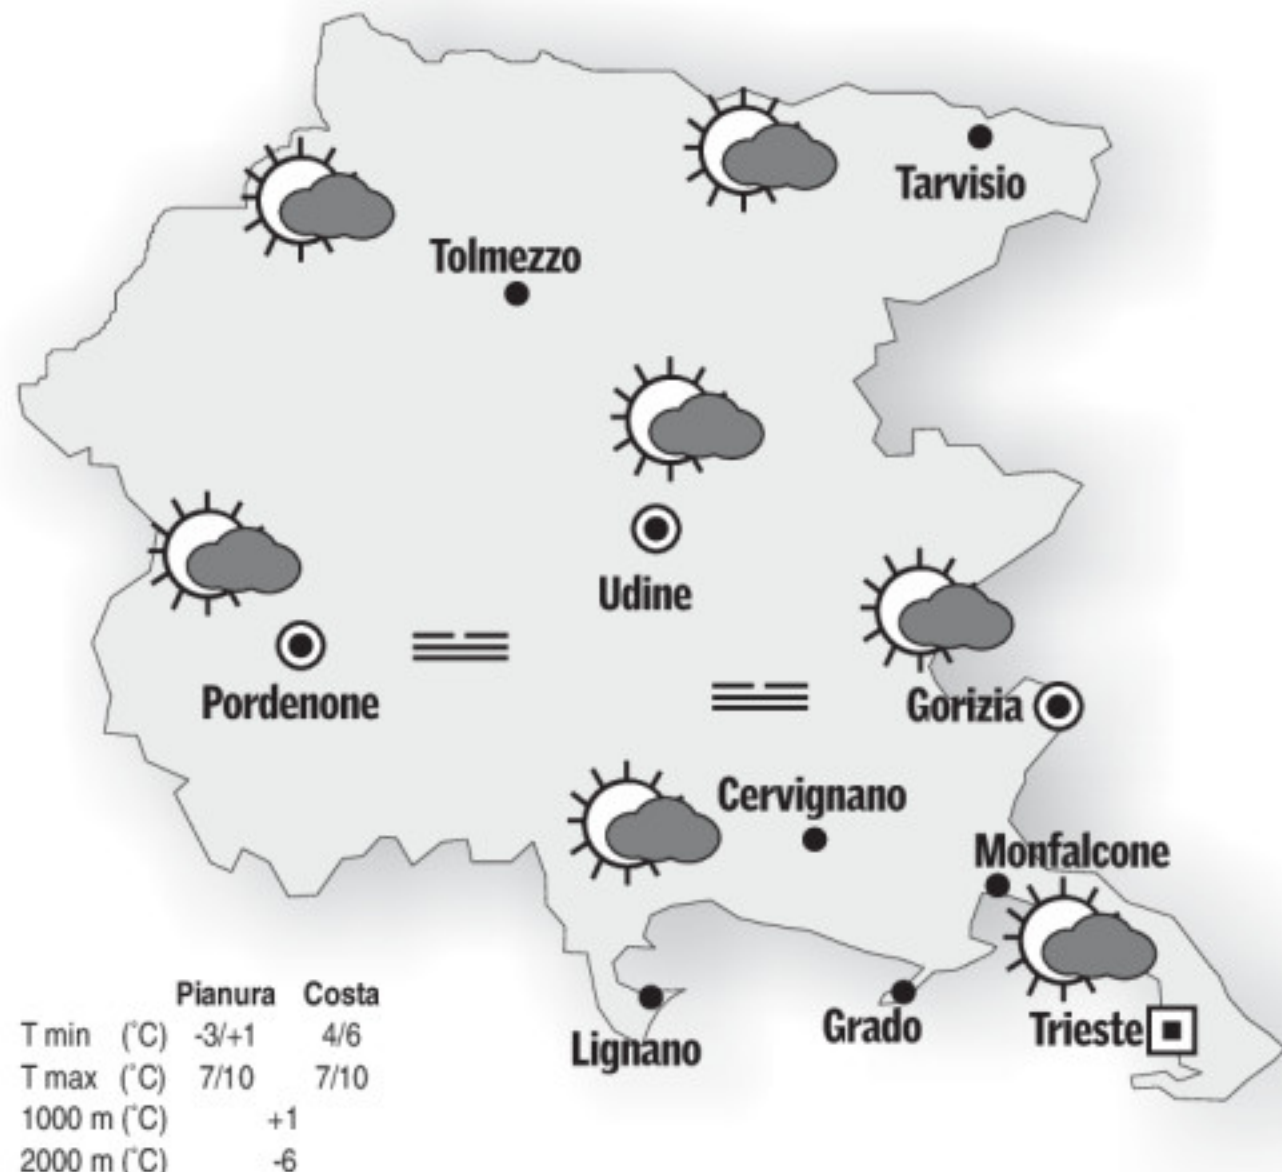 Tarvisio
Tolmezzo
Udine
Pordenone
Gorizia
Cervignano
Monfalcone
Lignano
Grado
Trieste
Pianura Costa
T min (°C) -3/+1 4/6
T max (°C) 7/10 7/10
1000 m (°C) +1
2000 m (°C) -6